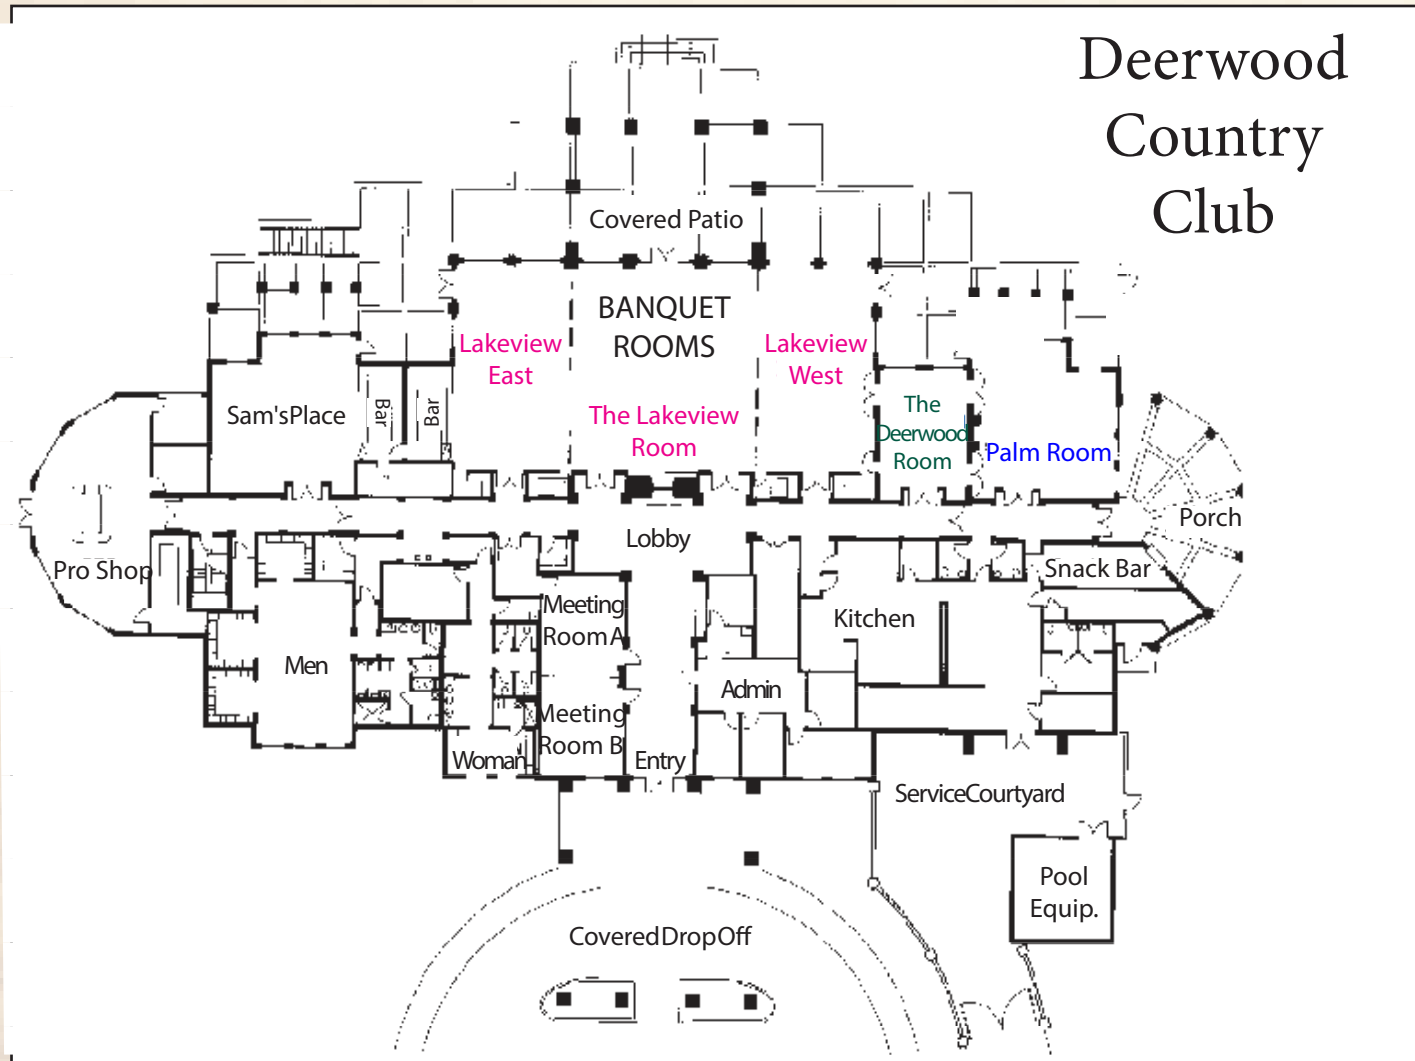 Deerwood
Country
Club
Covered Patio
BANQUET
ROOMS
Lakeview
East
Lakeview
West
The Lakeview
Room
Sam'sPlace
Bar
Bar
The
Deerwood
Room
Palm Room
Porch
Lobby
Pro Shop
Snack Bar
Meeting
Room A
Kitchen
Men
Admin
Meeting
Room B
Woman
Entry
ServiceCourtyard
Pool
Equip.
CoveredDropOff